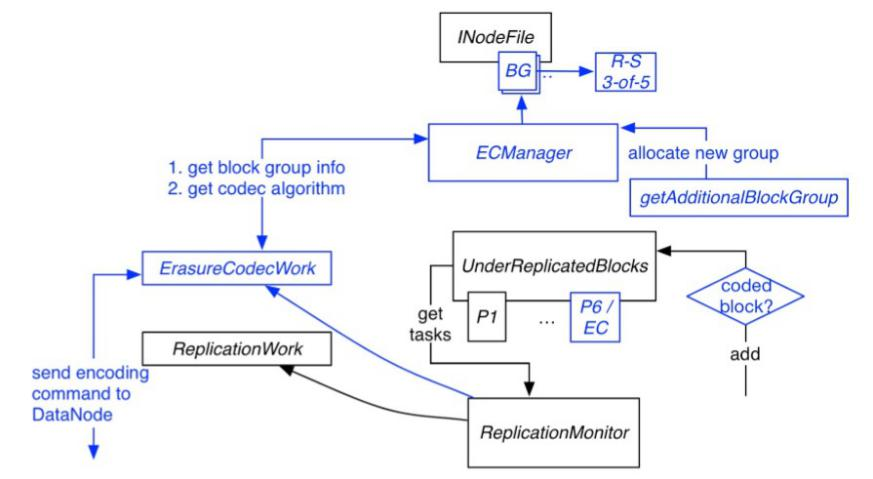 INodeFile
BG
..
R-S
3-of-5
ECManager
allocate new group
getAdditionalBlockGroup
1. get block group info
2. get codec algorithm
ErasureCodecWork
UnderReplicatedBlocks
P1
...
P6 /
EC
coded
block?
add
get
tasks
ReplicationWork
send encoding
command to
DataNode
ReplicationMonitor